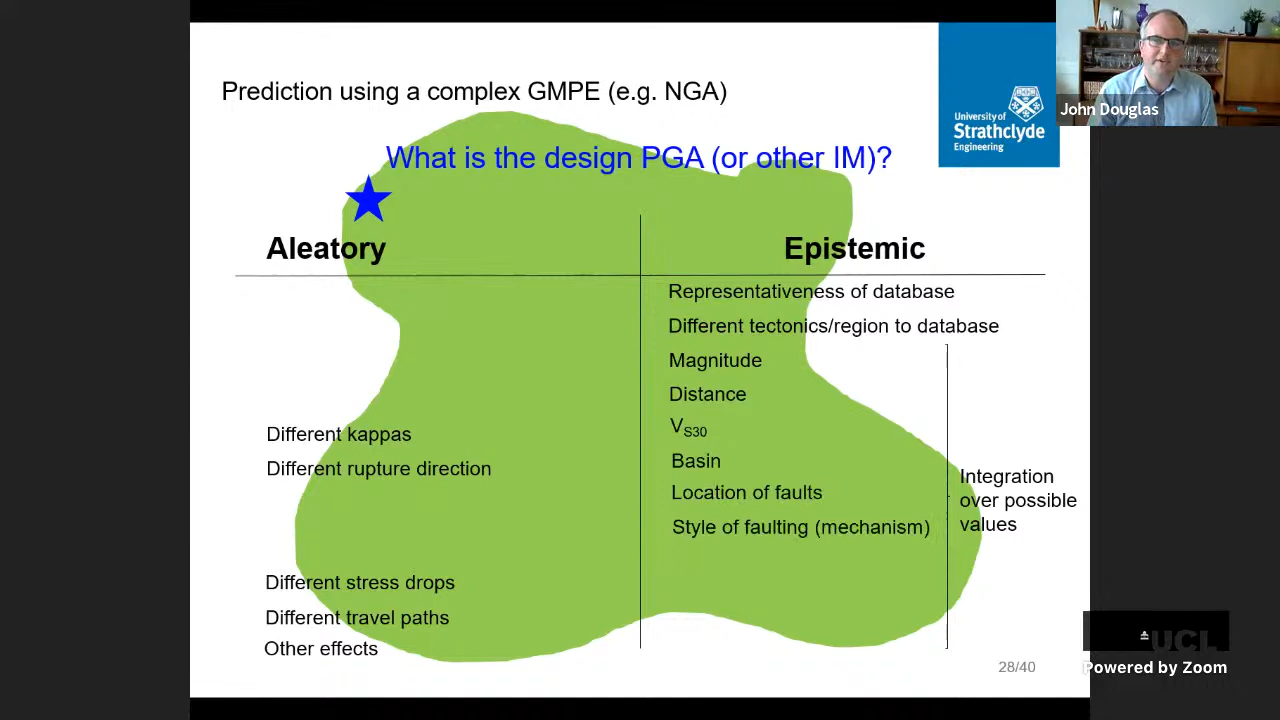 Prediction using a complex GMPE (e.g. NGA)
University of
Strathclyde
Engineering
John Douglas
What is the design PGA (or other IM)?
Aleatory
Epistemic
Representativeness of database
Different tectonics/region to database
Magnitude
Distance
VS30
Basin
Location of faults
Style of faulting (mechanism)
Integration
over possible
values
Different kappas
Different rupture direction
Different stress drops
Different travel paths
Other effects
28/40
UCL
Powered by Zoom